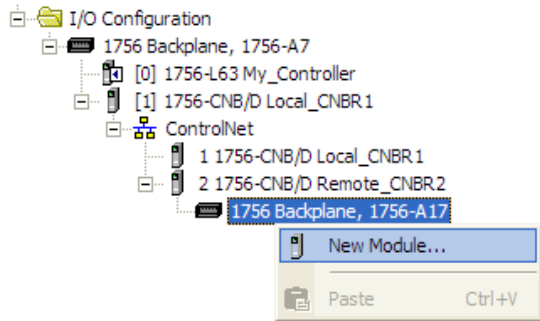 I/O Configuration
1756 Backplane, 1756-A7
[0] 1756-L63 My_Controller
[1] 1756-CNB/D Local_CNBR1
ControlNet
1 1756-CNB/D Local_CNBR1
2 1756-CNB/D Remote_CNBR2
1756 Backplane, 1756-A17
New Module...
Paste Ctrl+V